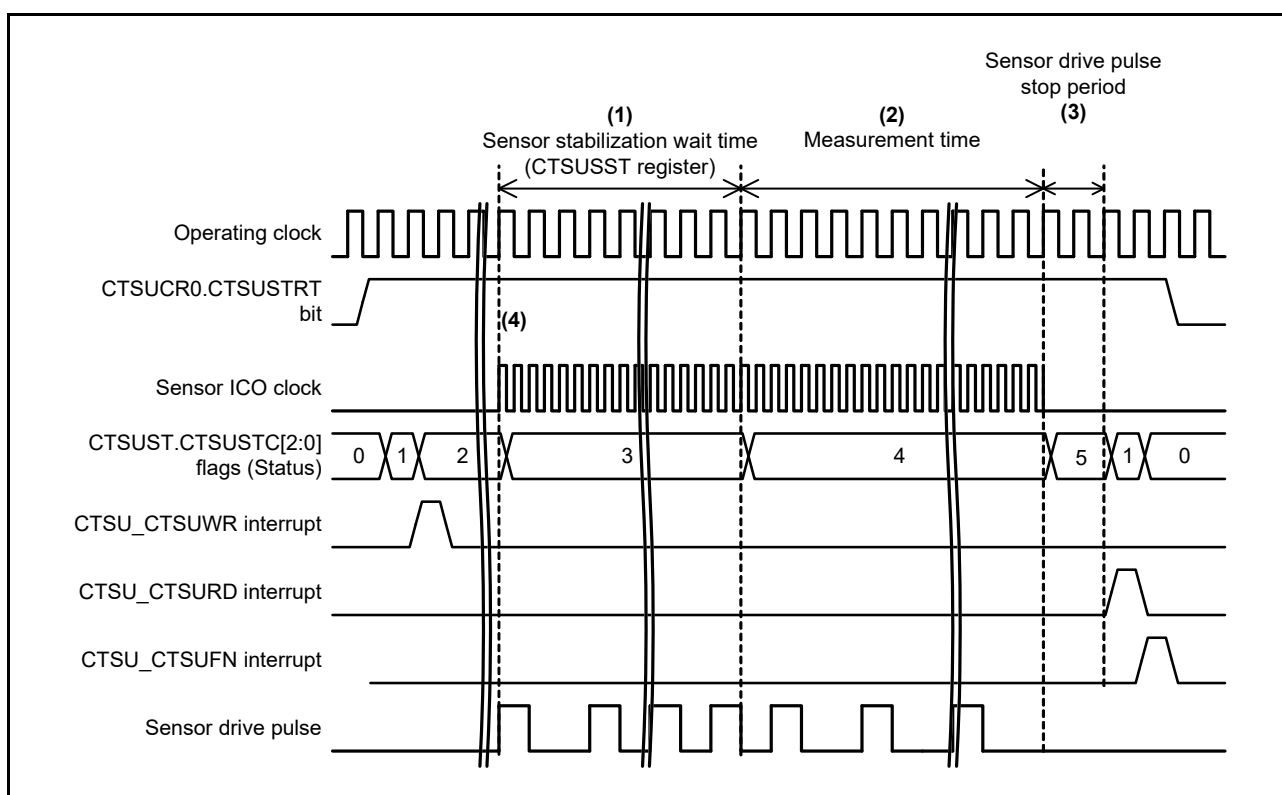 Sensor drive pulse
stop period
(3)
(1)
Sensor stabilization wait time
(CTSUSST register)
(2)
Measurement time
Operating clock
CTSUCR0.CTSUSTRT
bit
(4)
Sensor ICO clock
CTSUST.CTSUSTC[2:0]
flags (Status)
0 1 2 3 4 5 1 0
CTSU_CTSUWR interrupt
CTSU_CTSURD interrupt
CTSU_CTSUFN interrupt
Sensor drive pulse